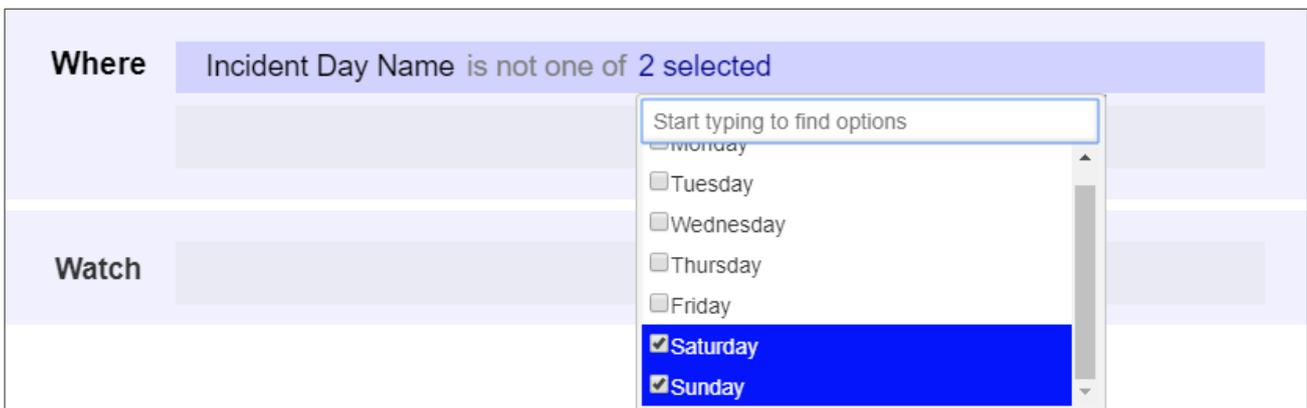 Where Incident Day Name is not one of 2 selected
Start typing to find options
Monday
Tuesday
Wednesday
Thursday
Watch
Friday
Saturday
Sunday